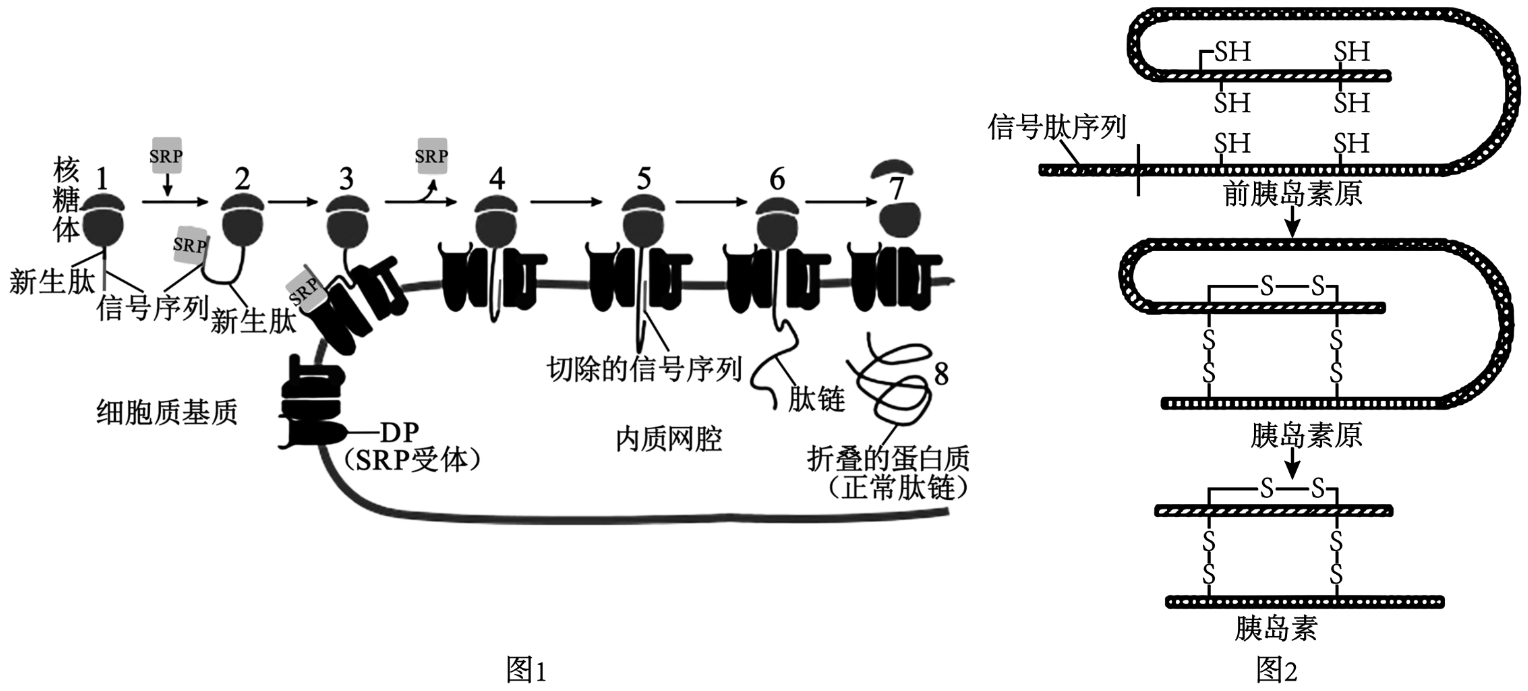 核糖体
1
SRP
2
3
SRP
4
5
6
7
SRP
新生肽
信号序列
新生肽
SRP
切除的信号序列
肽链
8
细胞质基质
DP
（SRP受体）
内质网腔
折叠的蛋白质
（正常肽链）
图1
SH
SH
SH
SH
信号肽序列
SH
SH
前胰岛素原
S
S
S
S
S
S
胰岛素原
S
S
S
S
S
S
胰岛素
图2